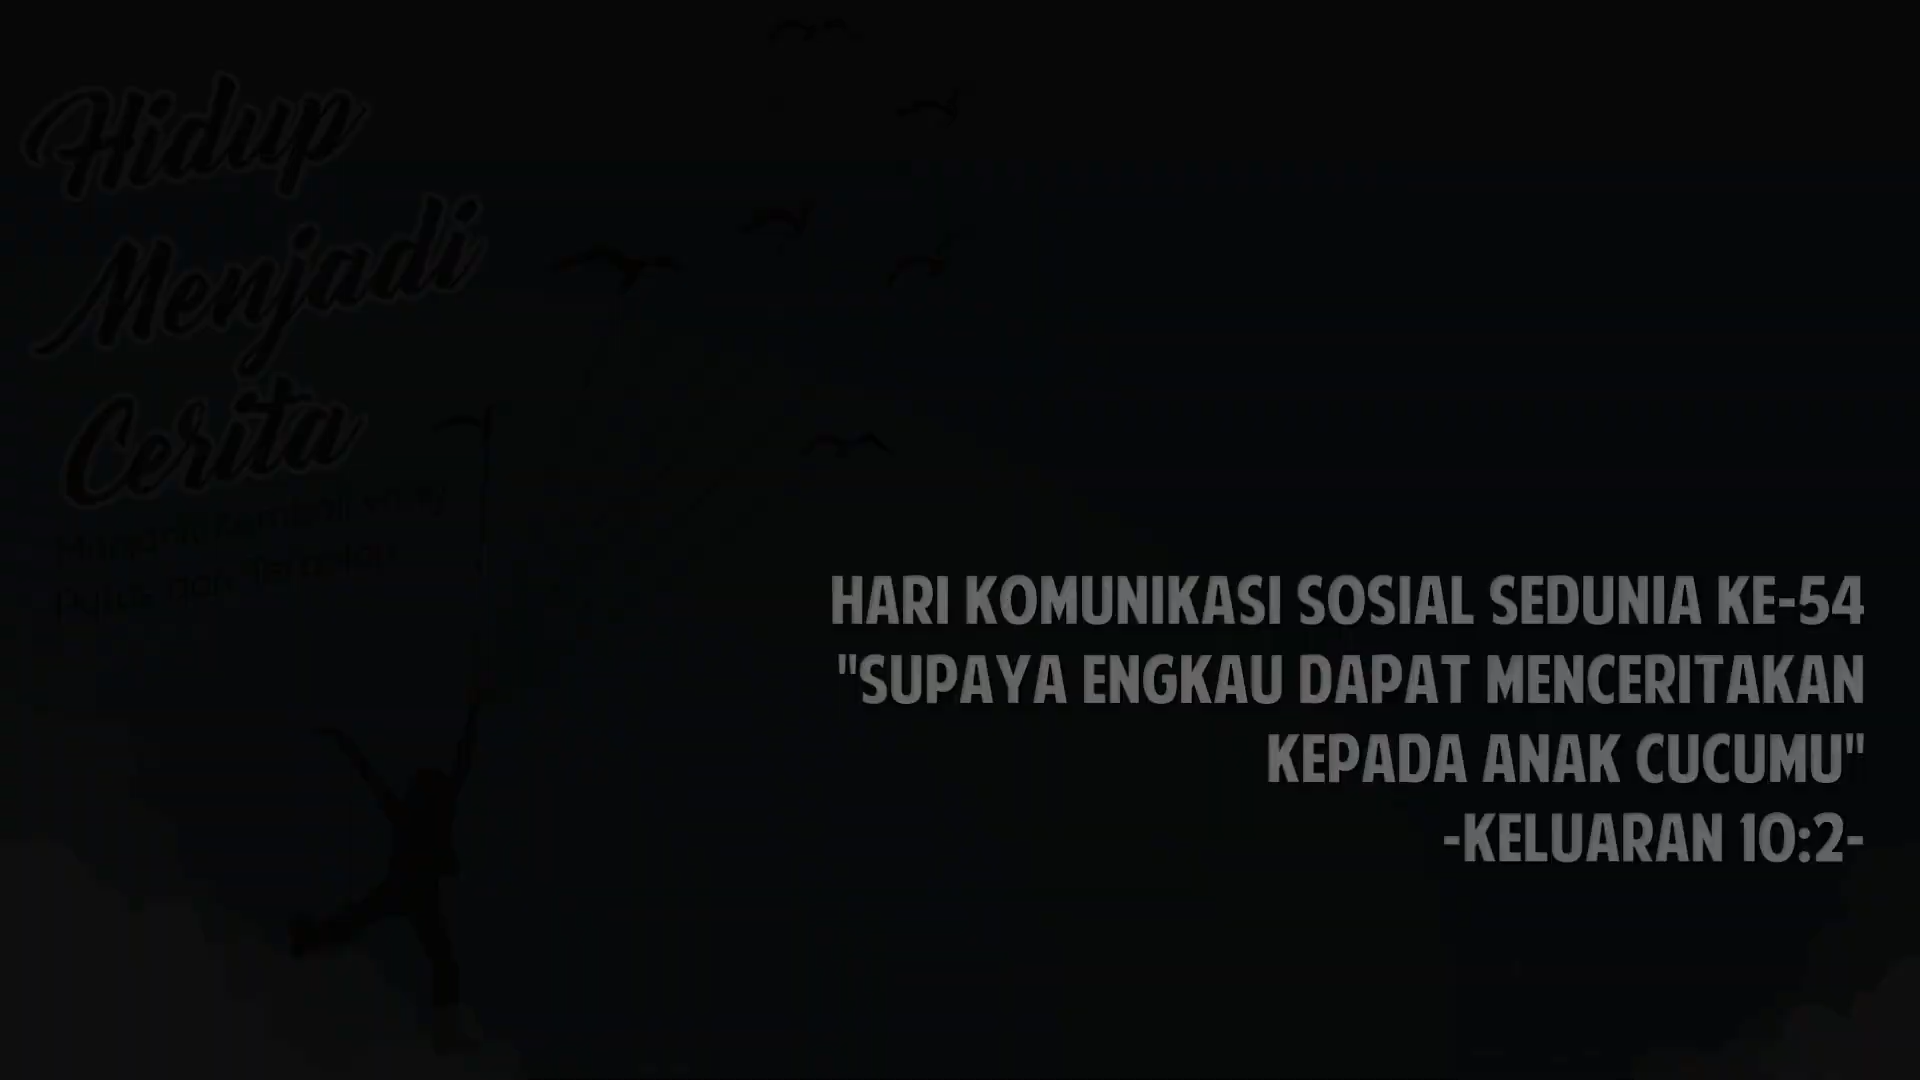 Hidup
Menjadi
Cerita
HARI KOMUNIKASI SOSIAL SEDUNIA KE-54
"SUPAYA ENGKAU DAPAT MENCERITAKAN
KEPADA ANAK CUCUMU"
-KELUARAN 10:2-